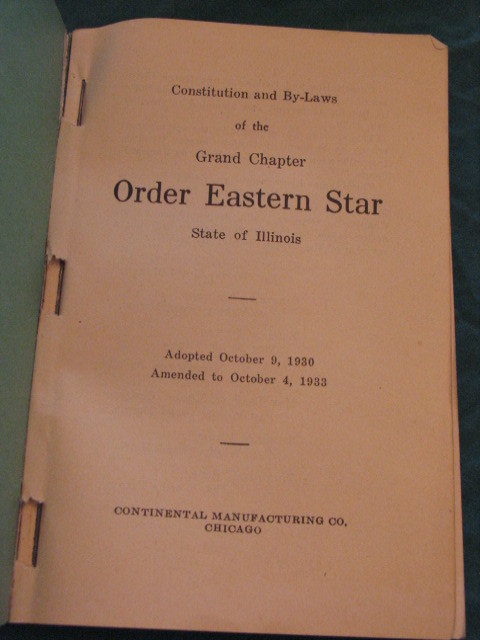 Constitution and By-Laws
of the
Grand Chapter
Order Eastern Star
State of Illinois
Adopted October 9, 1930
Amended to October 4, 1933
CONTINENTAL MANUFACTURING CO.
CHICAGO